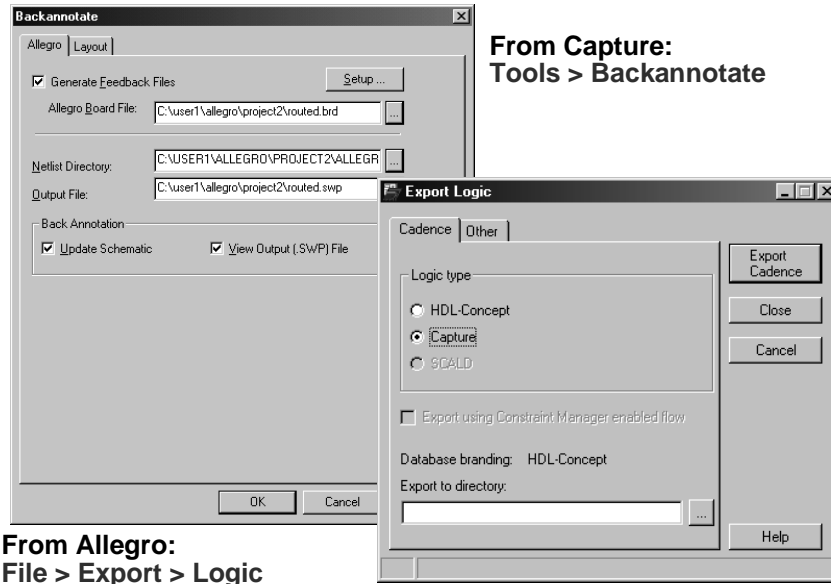 Backannotate
Allegro
Layout
Generate Feedback Files
Setup ...
Allegro Board File:
C:\user1\allegro\project2\routed.brd
...
Netlist Directory:
C:\USER1\ALLEGRO\PROJECT2\ALLEGR
...
Output File:
C:\user1\allegro\project2\routed.swp
Back Annotation
Update Schematic
View Output (.SWP) File
OK
Cancel
From Capture:
Tools > Backannotate
Export Logic
Cadence
Other
Logic type
HDL-Concept
Capture
SCALD
Export using Constraint Manager enabled flow
Database branding: HDL-Concept
Export to directory:
...
Export
Cadence
Close
Cancel
Help
From Allegro:
File > Export > Logic